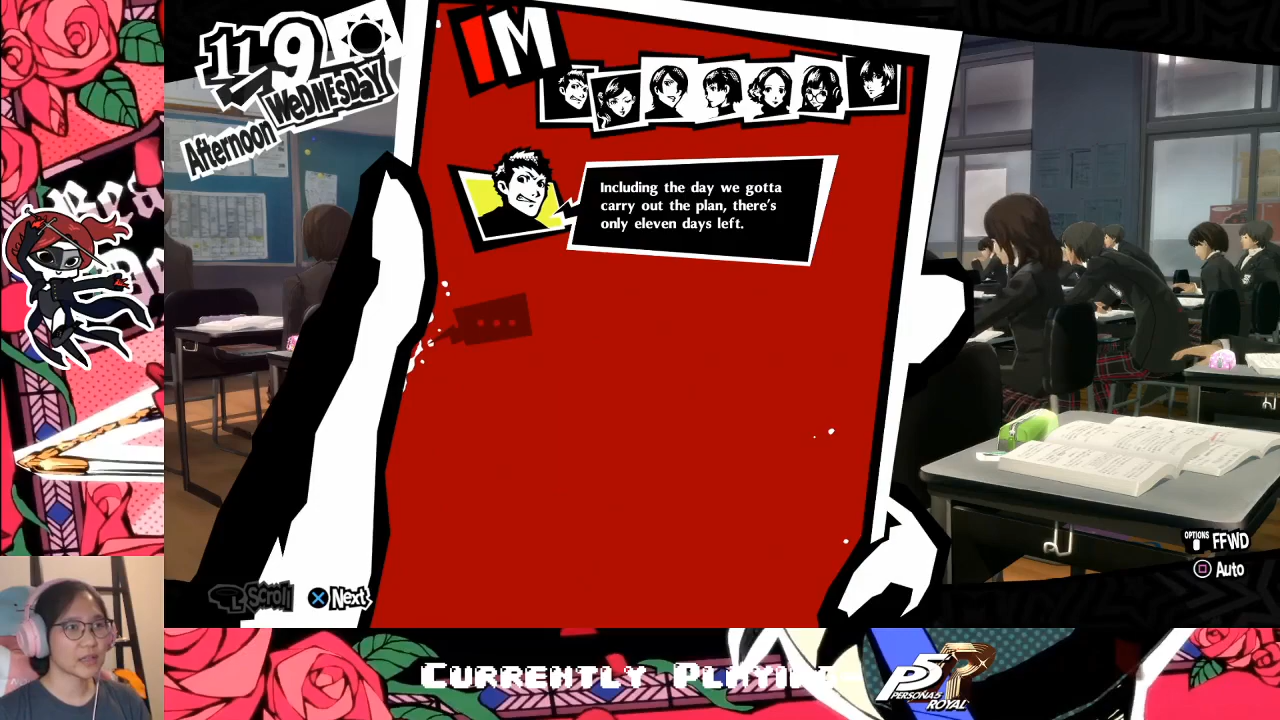 11/9
WEDNESDAY
Afternoon
IM
Including the day we gotta
carry out the plan, there's
only eleven days left.
...
OPTIONS FFWD
Auto
L Scroll
Next
CURRENTLY PLAYING
P5R
PERSONA5
ROYAL